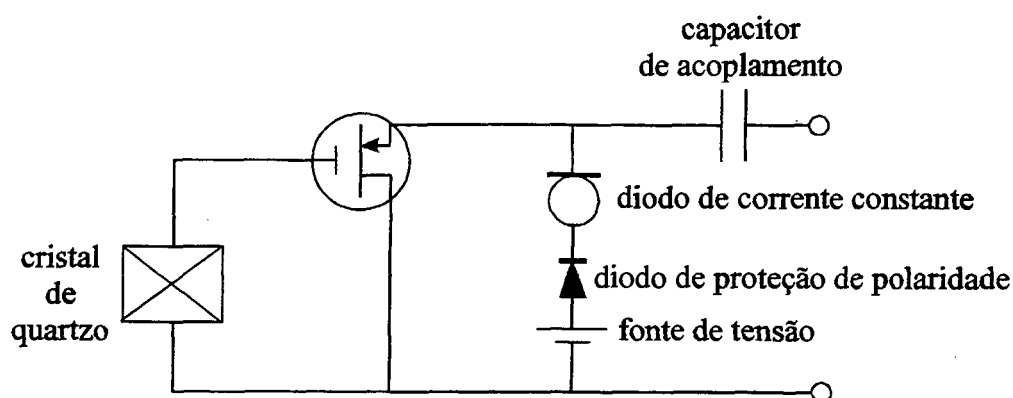 capacitor
de acoplamento
diodo de corrente constante
cristal
de
quartzo
diodo de proteção de polaridade
fonte de tensão